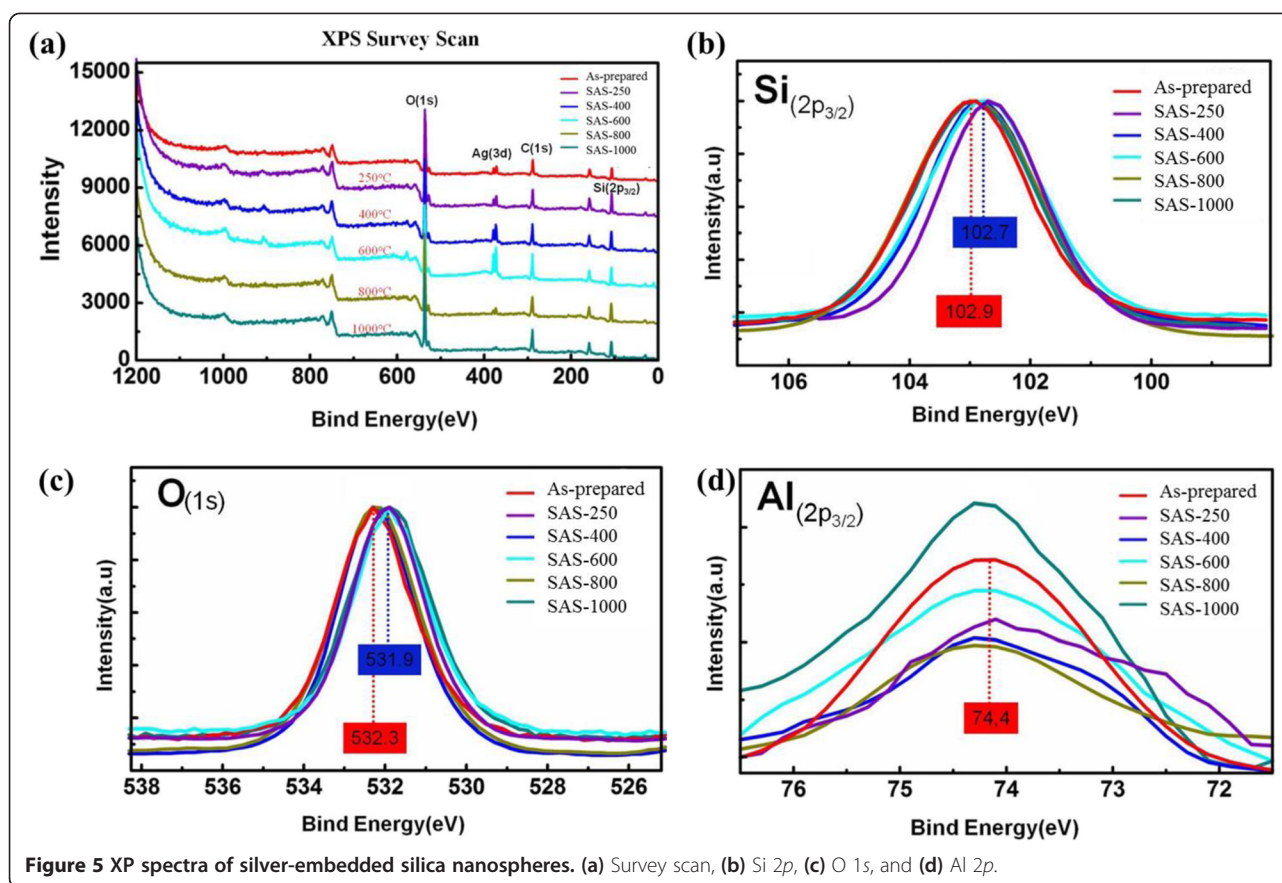 (a)
XPS Survey Scan
15000
12000
9000
6000
3000
0
Intensity
1200 1000 800 600 400 200 0
Bind Energy(eV)
O(1s)
Ag(3d)
C(1s)
Si(2p3/2)
250°C
400°C
600°C
800°C
1000°C
As-prepared
SAS-250
SAS-400
SAS-600
SAS-800
SAS-1000
(b)
Si(2p3/2)
Intensity(a.u)
102.7
102.9
As-prepared
SAS-250
SAS-400
SAS-600
SAS-800
SAS-1000
106 104 102 100
Bind Energy(eV)
(c)
O(1s)
Intensity(a.u)
531.9
532.3
As-prepared
SAS-250
SAS-400
SAS-600
SAS-800
SAS-1000
538 536 534 532 530 528 526
Bind Energy(eV)
(d)
Al(2p3/2)
Intensity(a.u)
74,4
As-prepared
SAS-250
SAS-400
SAS-600
SAS-800
SAS-1000
76 75 74 73 72
Bind Energy(eV)
Figure 5 XP spectra of silver-embedded silica nanospheres. (a) Survey scan, (b) Si 2p, (c) O 1s, and (d) Al 2p.